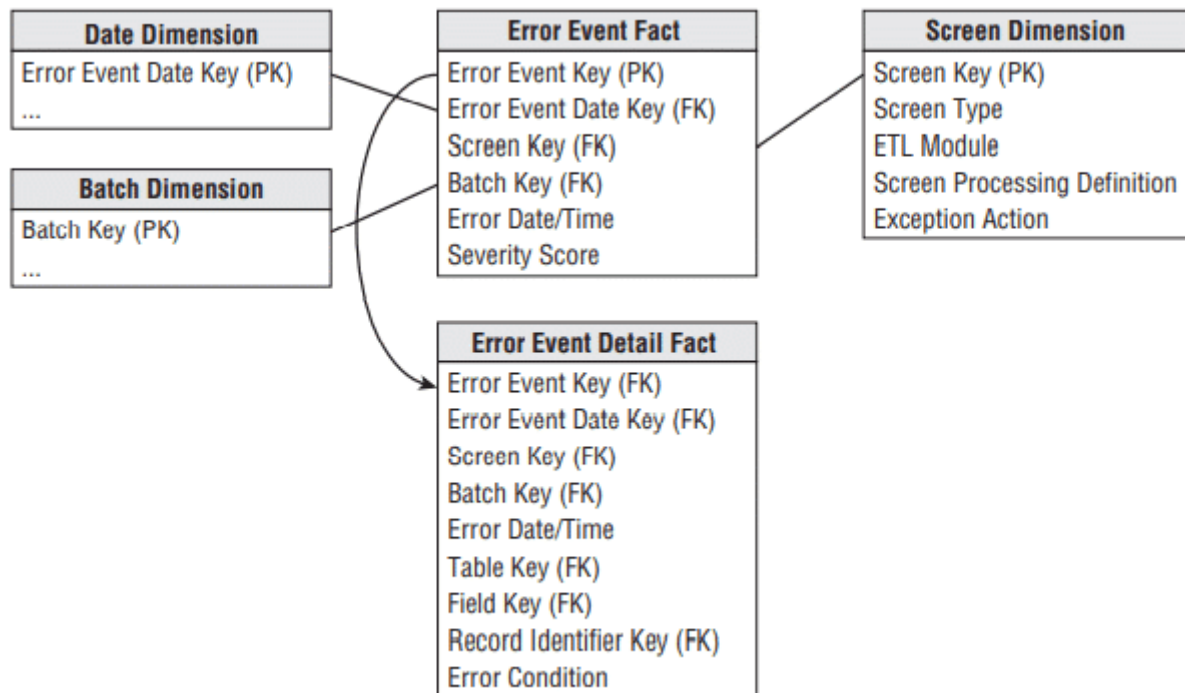 Date Dimension
Error Event Date Key (PK)
...
Batch Dimension
Batch Key (PK)
...
Error Event Fact
Error Event Key (PK)
Error Event Date Key (FK)
Screen Key (FK)
Batch Key (FK)
Error Date/Time
Severity Score
Screen Dimension
Screen Key (PK)
Screen Type
ETL Module
Screen Processing Definition
Exception Action
Error Event Detail Fact
Error Event Key (FK)
Error Event Date Key (FK)
Screen Key (FK)
Batch Key (FK)
Error Date/Time
Table Key (FK)
Field Key (FK)
Record Identifier Key (FK)
Error Condition